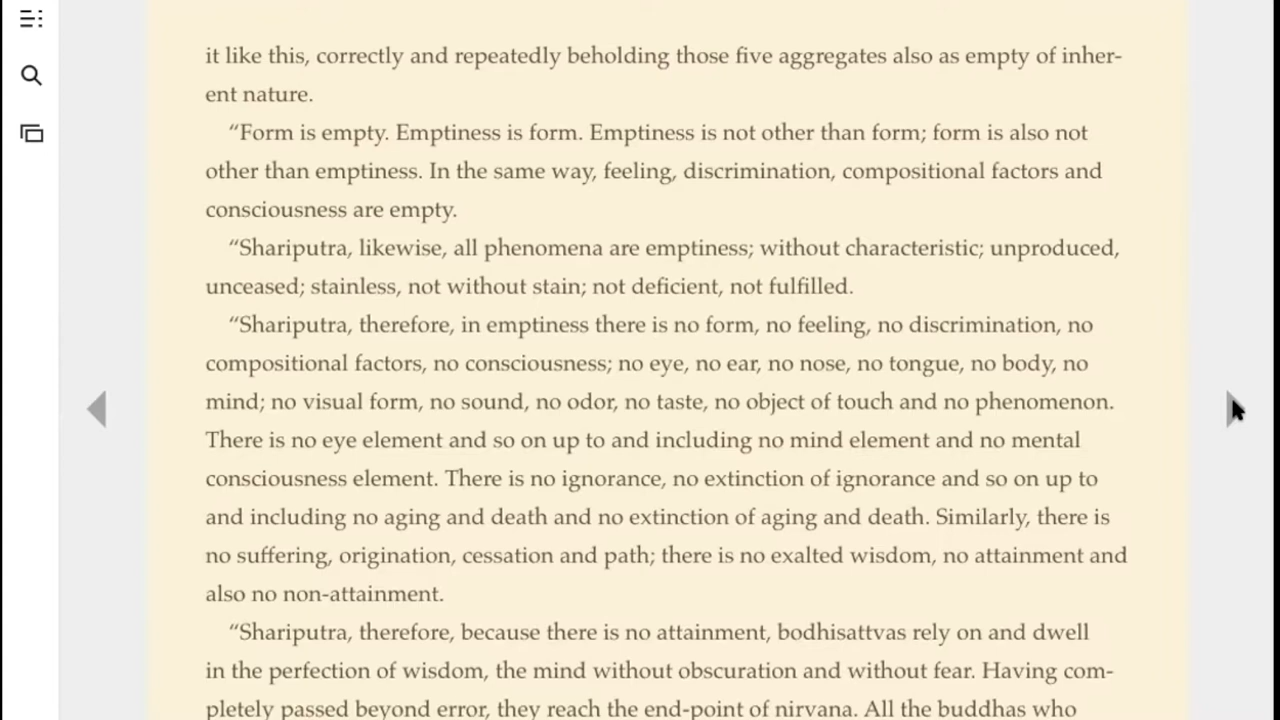 it like this, correctly and repeatedly beholding those five aggregates also as empty of inher-
ent nature.
“Form is empty. Emptiness is form. Emptiness is not other than form; form is also not
other than emptiness. In the same way, feeling, discrimination, compositional factors and
consciousness are empty.
“Shariputra, likewise, all phenomena are emptiness; without characteristic; unproduced,
unceased; stainless, not without stain; not deficient, not fulfilled.
“Shariputra, therefore, in emptiness there is no form, no feeling, no discrimination, no
compositional factors, no consciousness; no eye, no ear, no nose, no tongue, no body, no
mind; no visual form, no sound, no odor, no taste, no object of touch and no phenomenon.
There is no eye element and so on up to and including no mind element and no mental
consciousness element. There is no ignorance, no extinction of ignorance and so on up to
and including no aging and death and no extinction of aging and death. Similarly, there is
no suffering, origination, cessation and path; there is no exalted wisdom, no attainment and
also no non-attainment.
“Shariputra, therefore, because there is no attainment, bodhisattvas rely on and dwell
in the perfection of wisdom, the mind without obscuration and without fear. Having com-
pletely passed beyond error, they reach the end-point of nirvana. All the buddhas who